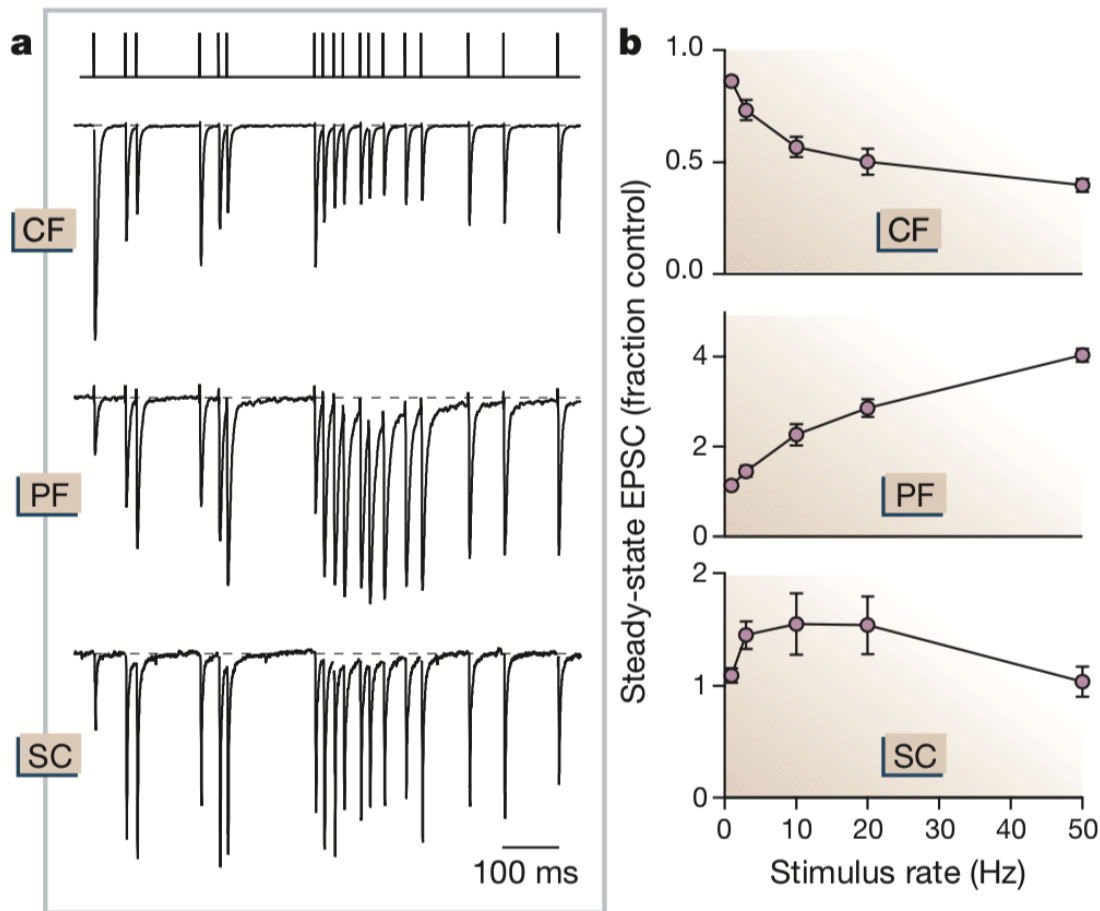 a
CF
PF
SC
100 ms
b
Steady-state EPSC (fraction control)
1.0
0.5
0.0
CF
4
2
0
PF
2
1
0
SC
0 10 20 30 40 50
Stimulus rate (Hz)